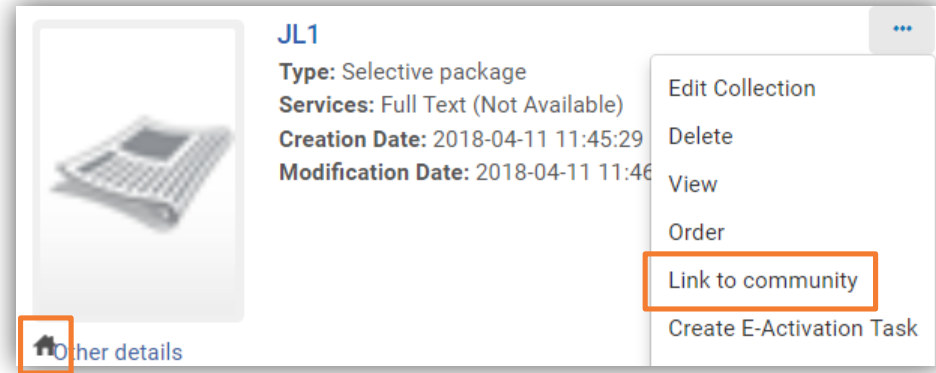 JL1
Type: Selective package
Services: Full Text (Not Available)
Creation Date: 2018-04-11 11:45:29
Modification Date: 2018-04-11 11:46
Other details
Edit Collection
Delete
View
Order
Link to community
Create E-Activation Task